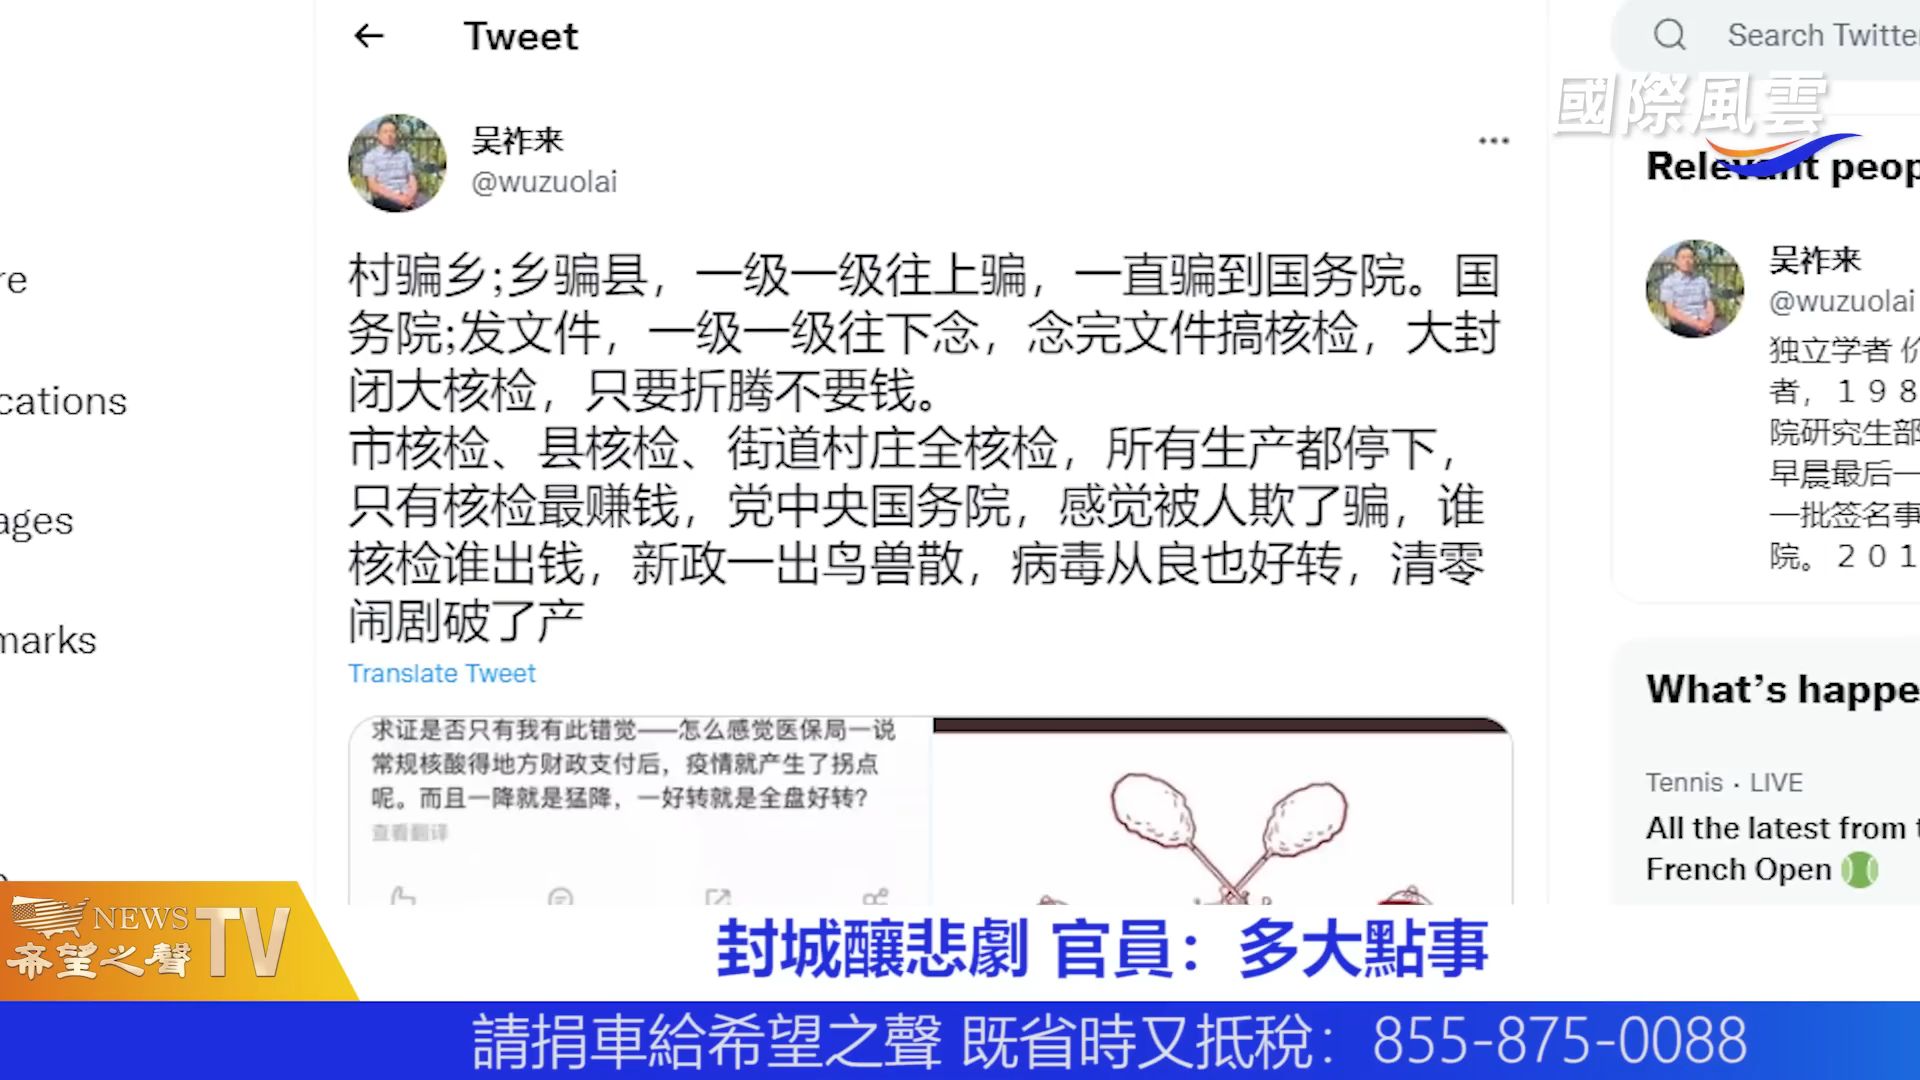 Tweet
Search Twitte
國際風雲
吴祚来
@wuzuolai
Relevant peop
吴祚来
@wuzuolai
独立学者 价
者，１９８
院研究生部
早晨最后一
一批签名事
院。２０１
re
cations
ages
marks
村骗乡;乡骗县，一级一级往上骗，一直骗到国务院。国
务院;发文件，一级一级往下念，念完文件搞核检，大封
闭大核检，只要折腾不要钱。
市核检、县核检、街道村庄全核检，所有生产都停下，
只有核检最赚钱，党中央国务院，感觉被人欺了骗，谁
核检谁出钱，新政一出鸟兽散，病毒从良也好转，清零
闹剧破了产
Translate Tweet
求证是否只有我有此错觉——怎么感觉医保局一说
常规核酸得地方财政支付后，疫情就产生了拐点
呢。而且一降就是猛降，一好转就是全盘好转？
查看翻译
What’s happe
Tennis · LIVE
All the latest from t
French Open
NEWS
希望之聲
TV
封城釀悲劇 官員：多大點事
請捐車給希望之聲 既省時又抵稅：855-875-0088